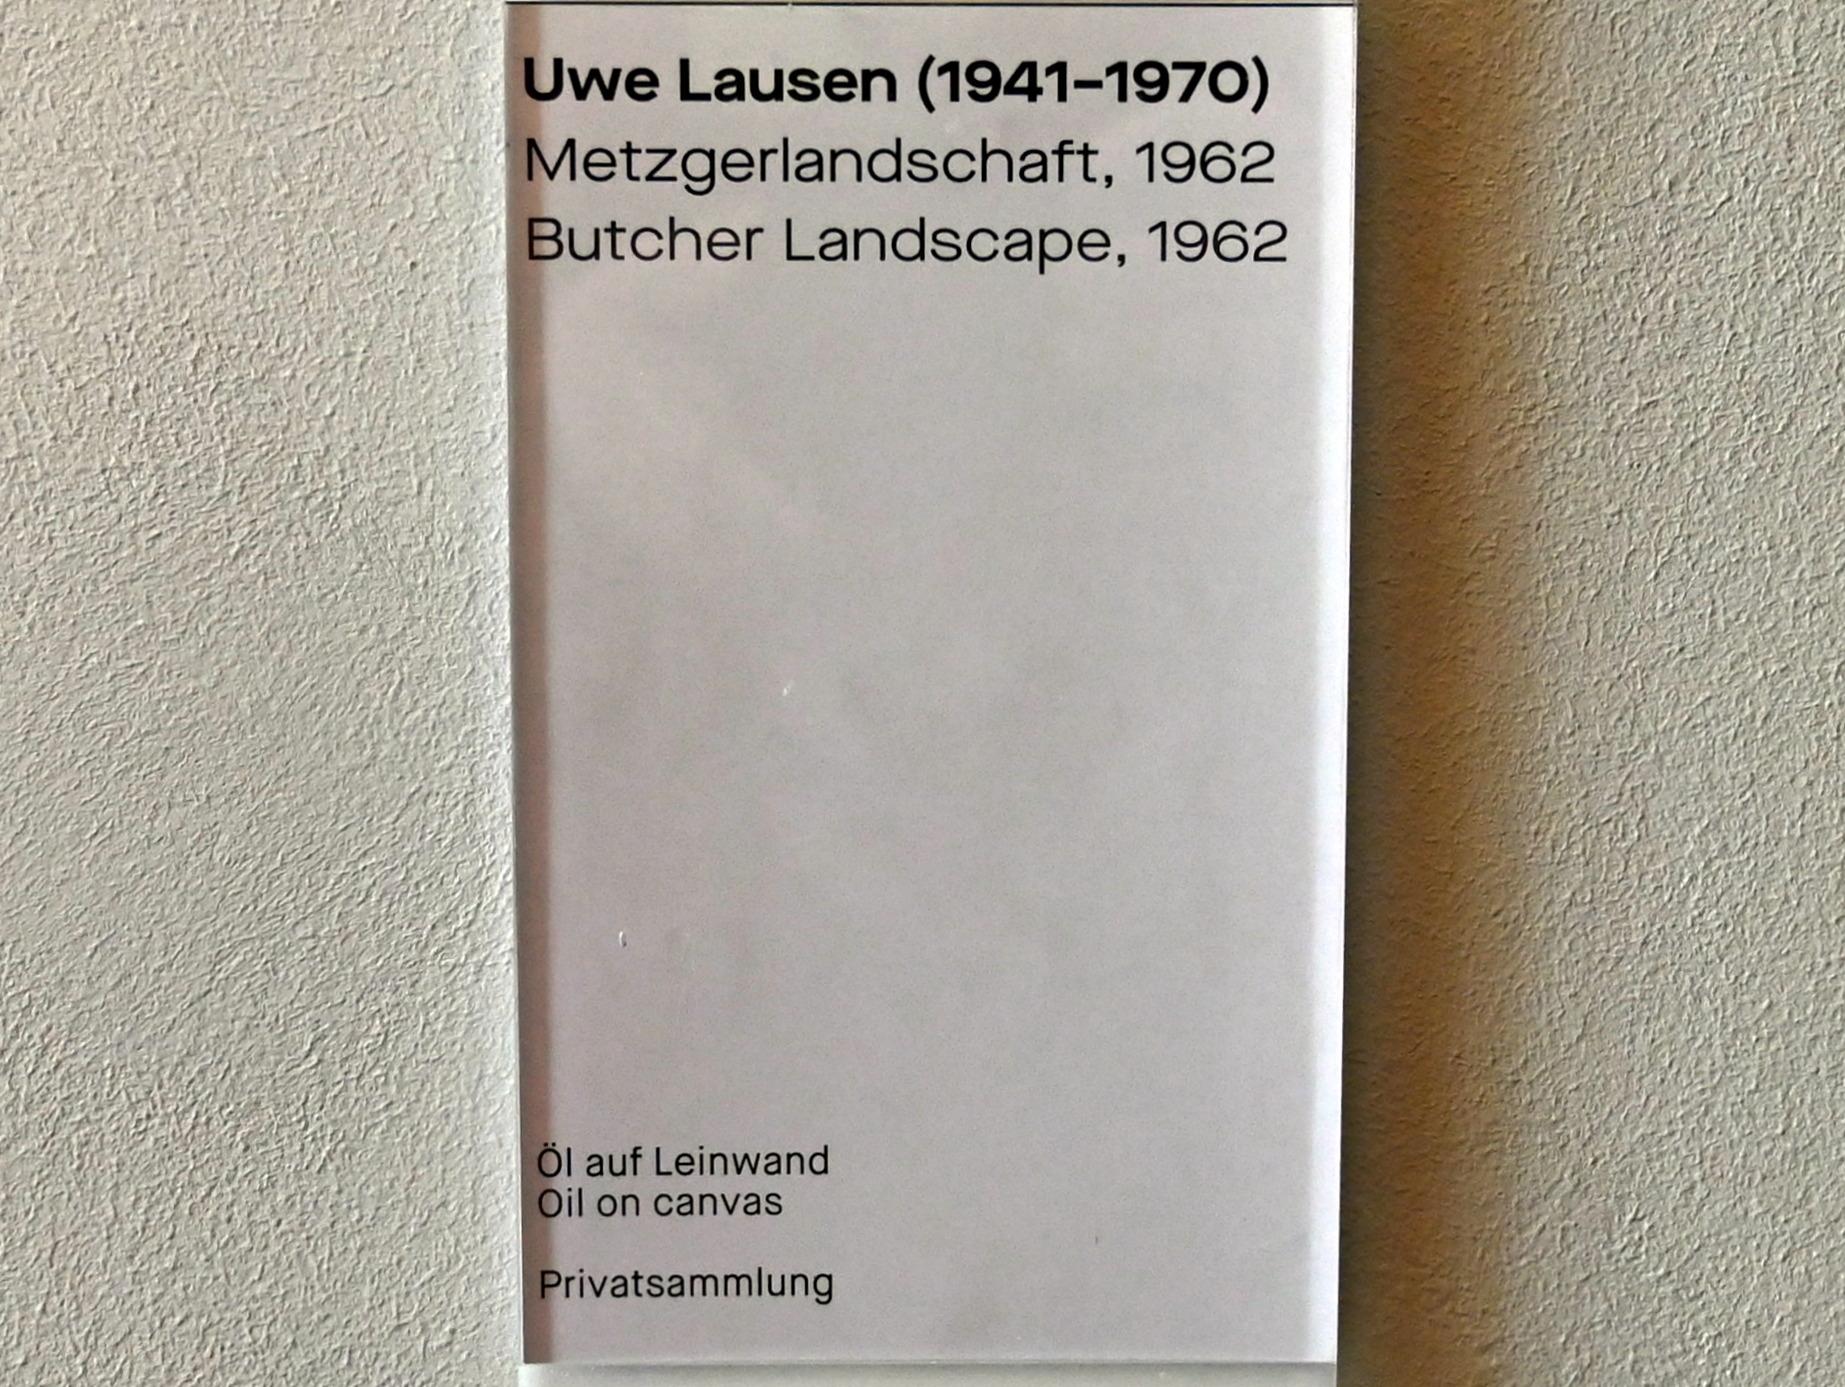 Uwe Lausen (1941–1970)
Metzgerlandschaft, 1962
Butcher Landscape, 1962
Öl auf Leinwand
Oil on canvas
Privatsammlung